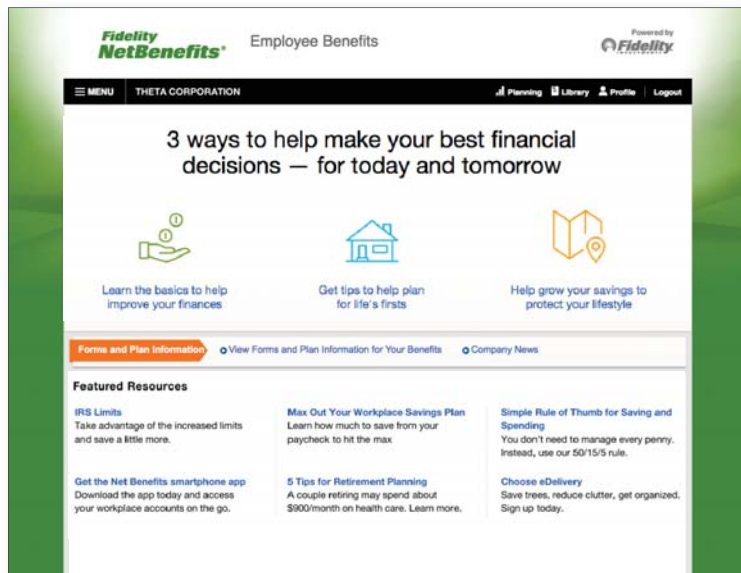 Fidelity
NetBenefits®
Employee Benefits
Powered by
Fidelity
INVESTMENTS
MENU
THETA CORPORATION
Planning
Library
Profile
Logout
3 ways to help make your best financial
decisions — for today and tomorrow
Learn the basics to help
improve your finances
Get tips to help plan
for life's firsts
Help grow your savings to
protect your lifestyle
Forms and Plan Information
View Forms and Plan Information for Your Benefits
Company News
Featured Resources
IRS Limits
Take advantage of the increased limits
and save a little more.
Max Out Your Workplace Savings Plan
Learn how much to save from your
paycheck to hit the max
Simple Rule of Thumb for Saving and
Spending
You don't need to manage every penny.
Instead, use our 50/15/5 rule.
Get the Net Benefits smartphone app
Download the app today and access
your workplace accounts on the go.
5 Tips for Retirement Planning
A couple retiring may spend about
$900/month on health care. Learn more.
Choose eDelivery
Save trees, reduce clutter, get organized.
Sign up today.